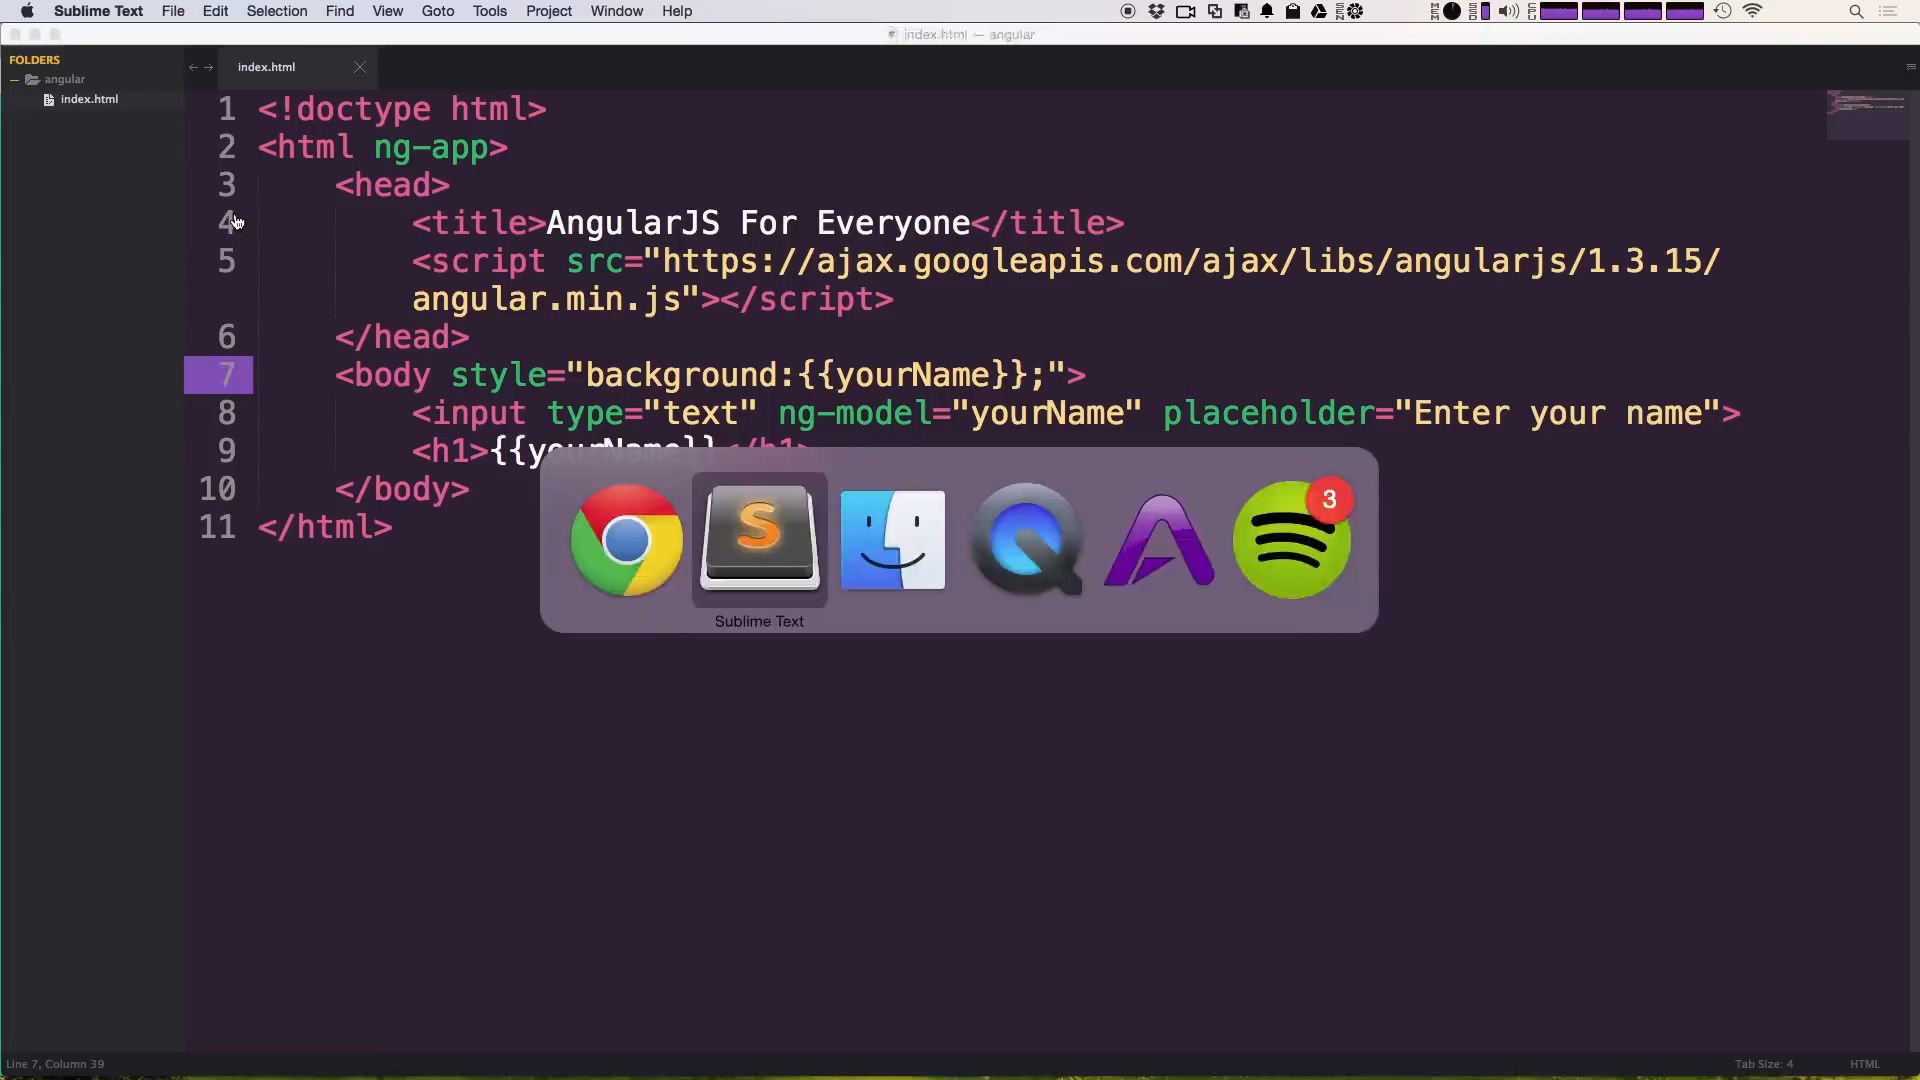 Sublime Text File Edit Selection Find View Goto Tools Project Window Help
index.html — angular
FOLDERS
angular
index.html
index.html
1 <!doctype html>
2 <html ng-app>
3 <head>
4 <title>AngularJS For Everyone</title>
5 <script src="https://ajax.googleapis.com/ajax/libs/angularjs/1.3.15/
angular.min.js"></script>
6 </head>
7 <body style="background:{{yourName}};">
8 <input type="text" ng-model="yourName" placeholder="Enter your name">
9 <h1>{{yourName}}</h1>
10 </body>
11 </html>
3
Sublime Text
Line 7, Column 39
Tab Size: 4
HTML